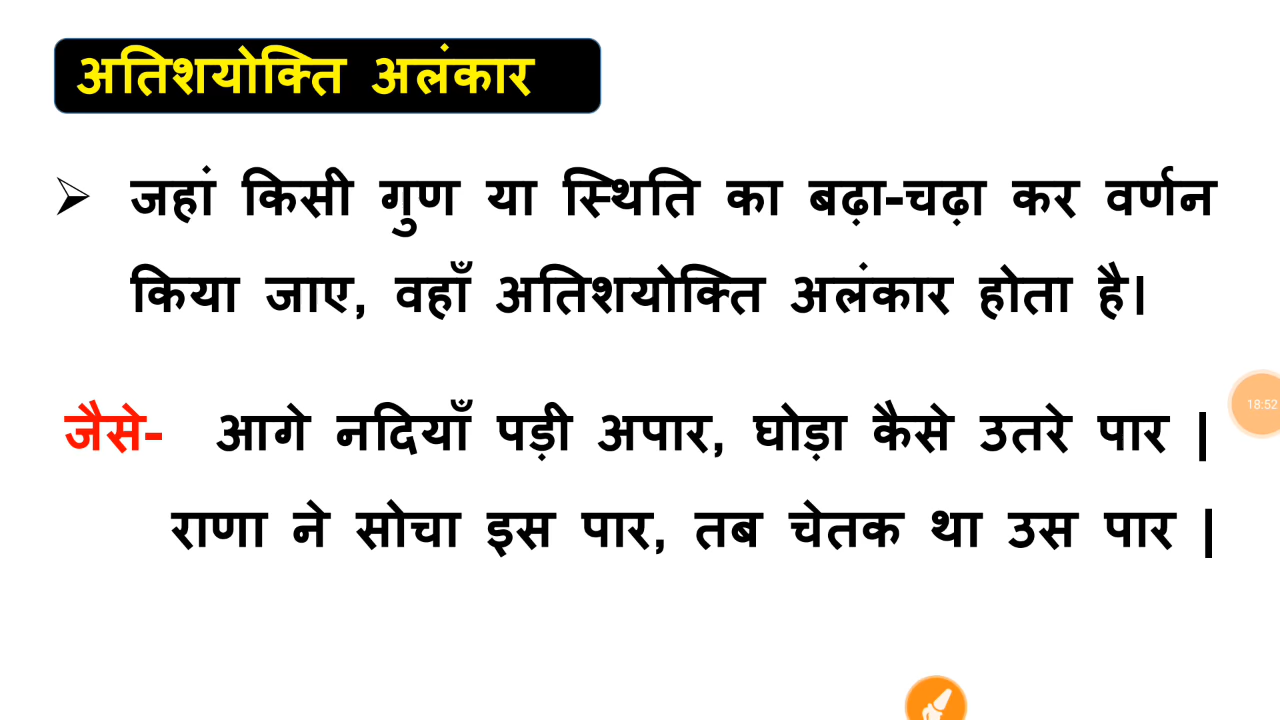 अतिशयोक्ति अलंकार
➢ जहां किसी गुण या स्थिति का बढ़ा-चढ़ा कर वर्णन
किया जाए, वहाँ अतिशयोक्ति अलंकार होता है।
जैसे- आगे नदियाँ पड़ी अपार, घोड़ा कैसे उतरे पार |
18:52
राणा ने सोचा इस पार, तब चेतक था उस पार |